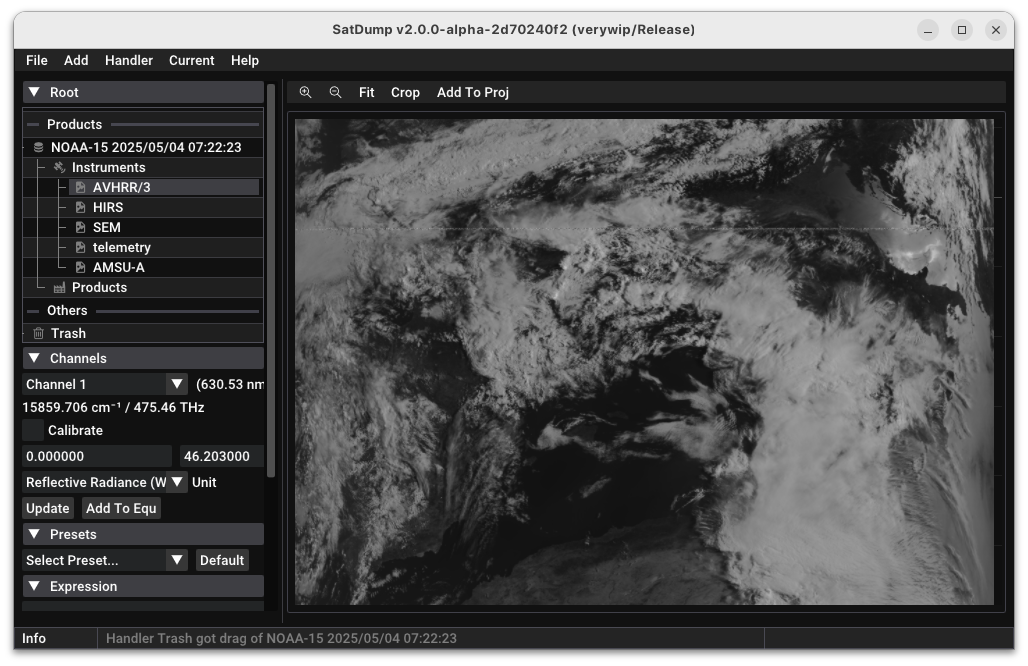 SatDump v2.0.0-alpha-2d70240f2 (verywip/Release)
File Add Handler Current Help
Root
Fit Crop Add To Proj
Products
NOAA-15 2025/05/04 07:22:23
Instruments
AVHRR/3
HIRS
SEM
telemetry
AMSU-A
Products
Others
Trash
Channels
Channel 1 (630.53 nm
15859.706 cm⁻¹ / 475.46 THz
Calibrate
0.000000 46.203000
Reflective Radiance (W Unit
Update Add To Equ
Presets
Select Preset... Default
Expression
Info Handler Trash got drag of NOAA-15 2025/05/04 07:22:23